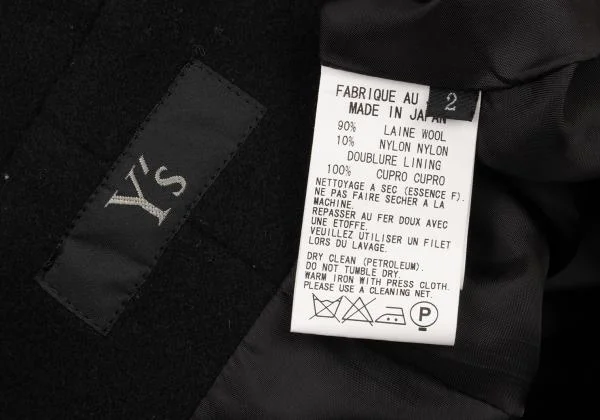 Y's
2
FABRIQUE AU
MADE IN JAPAN
90% LAINE WOOL
10% NYLON NYLON
DOUBLURE LINING
100% CUPRO CUPRO
NETTOYAGE A SEC (ESSENCE F).
NE PAS FAIRE SECHER A LA
MACHINE.
REPASSER AU FER DOUX AVEC
UNE ETOFFE.
VEUILLEZ UTILISER UN FILET
LORS DU LAVAGE.
DRY CLEAN (PETROLEUM).
DO NOT TUMBLE DRY.
WARM IRON WITH PRESS CLOTH.
PLEASE USE A CLEANING NET.
P